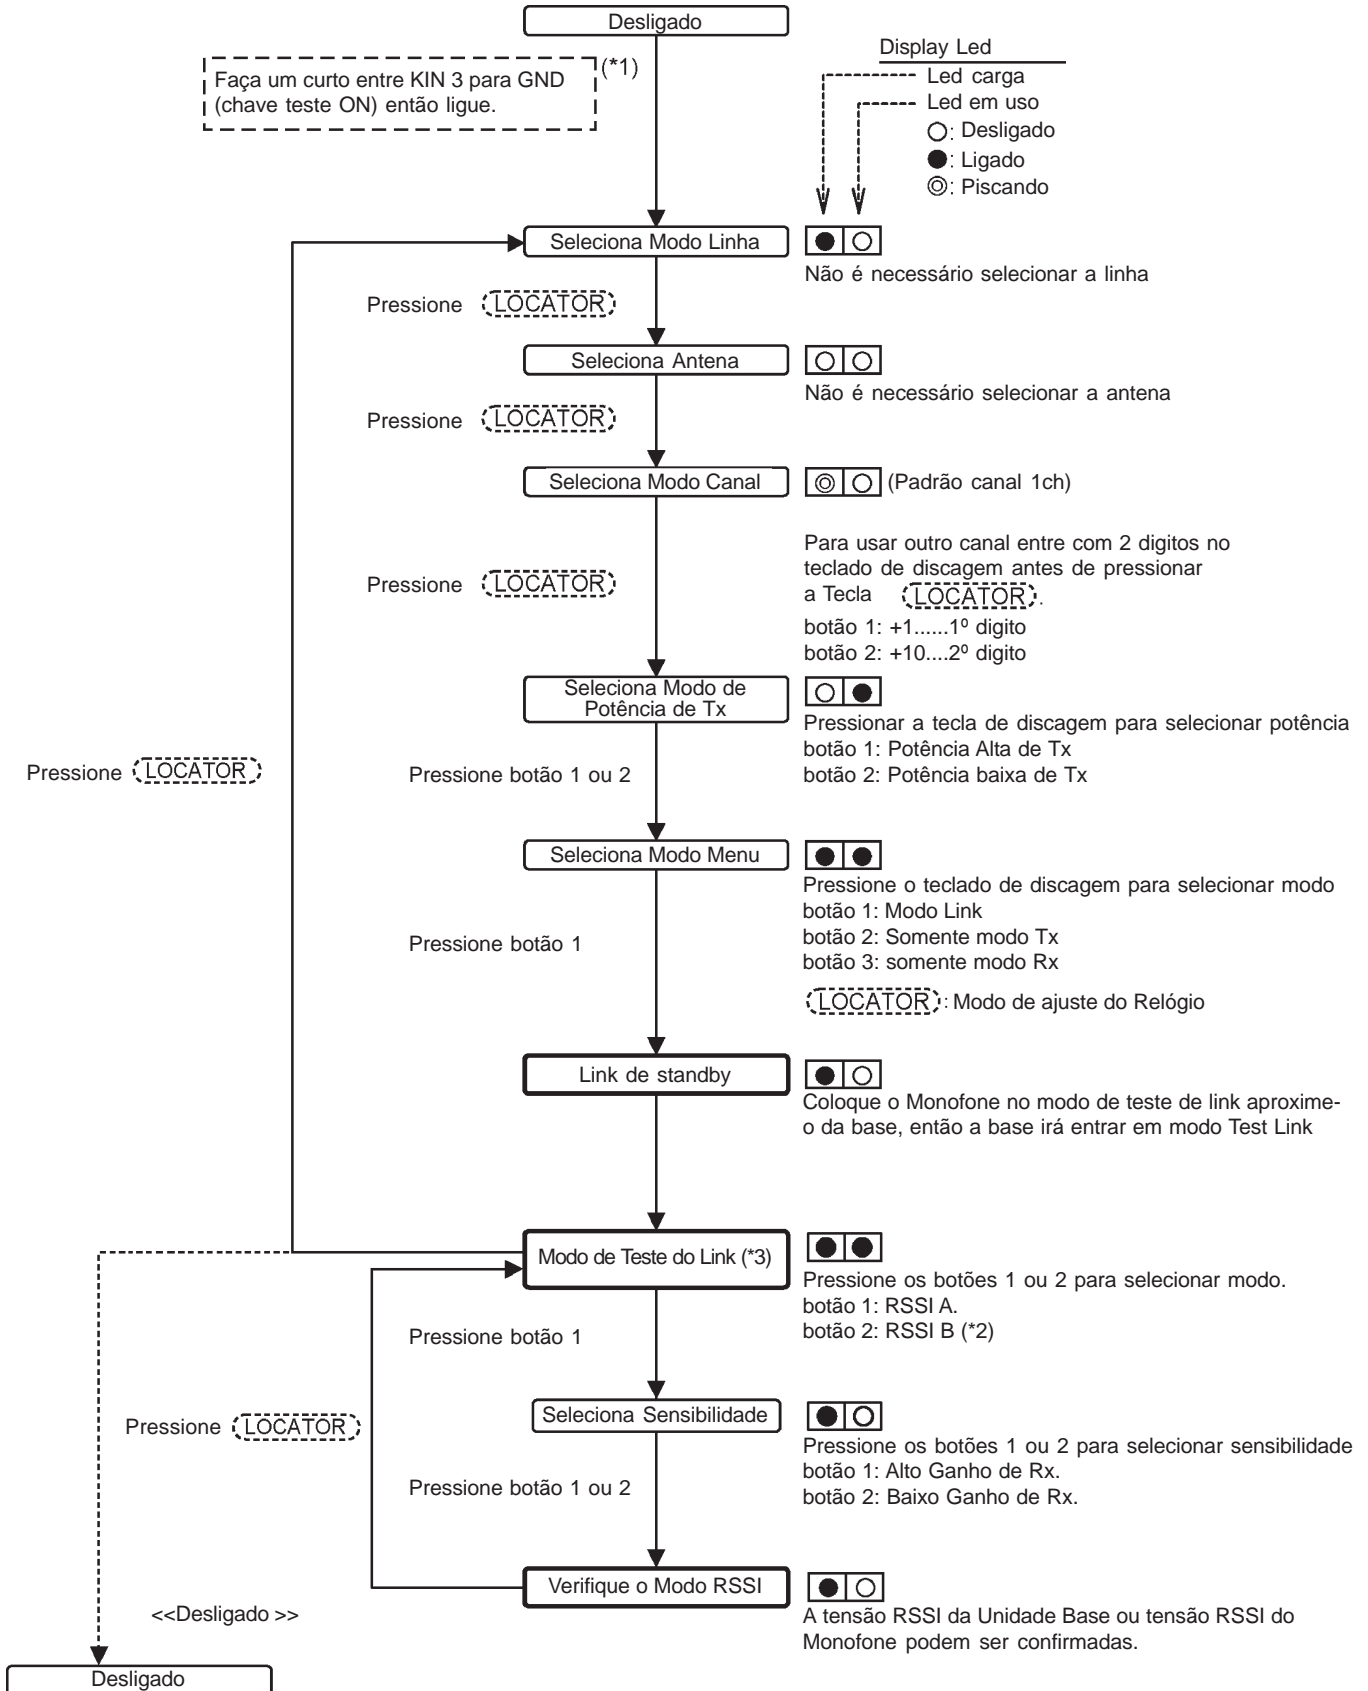 Desligado
Faça um curto entre KIN 3 para GND
(chave teste ON) então ligue.
(*1)
Display Led
Led carga
Led em uso
: Desligado
: Ligado
: Piscando
Seleciona Modo Linha
Não é necessário selecionar a linha
Pressione (LOCATOR)
Seleciona Antena
Não é necessário selecionar a antena
Pressione (LOCATOR)
Seleciona Modo Canal
(Padrão canal 1ch)
Para usar outro canal entre com 2 digitos no
teclado de discagem antes de pressionar
a Tecla (LOCATOR).
botão 1: +1......1º digito
botão 2: +10....2º digito
Pressione (LOCATOR)
Seleciona Modo de
Potência de Tx
Pressionar a tecla de discagem para selecionar potência
botão 1: Potência Alta de Tx
botão 2: Potência baixa de Tx
Pressione (LOCATOR)
Pressione botão 1 ou 2
Seleciona Modo Menu
Pressione o teclado de discagem para selecionar modo
botão 1: Modo Link
botão 2: Somente modo Tx
botão 3: somente modo Rx
(LOCATOR): Modo de ajuste do Relógio
Pressione botão 1
Link de standby
Coloque o Monofone no modo de teste de link aproxime-
o da base, então a base irá entrar em modo Test Link
Modo de Teste do Link (*3)
Pressione os botões 1 ou 2 para selecionar modo.
botão 1: RSSI A.
botão 2: RSSI B (*2)
Pressione botão 1
Seleciona Sensibilidade
Pressione os botões 1 ou 2 para selecionar sensibilidade
botão 1: Alto Ganho de Rx.
botão 2: Baixo Ganho de Rx.
Pressione (LOCATOR)
Pressione botão 1 ou 2
Verifique o Modo RSSI
A tensão RSSI da Unidade Base ou tensão RSSI do
Monofone podem ser confirmadas.
<<Desligado >>
Desligado